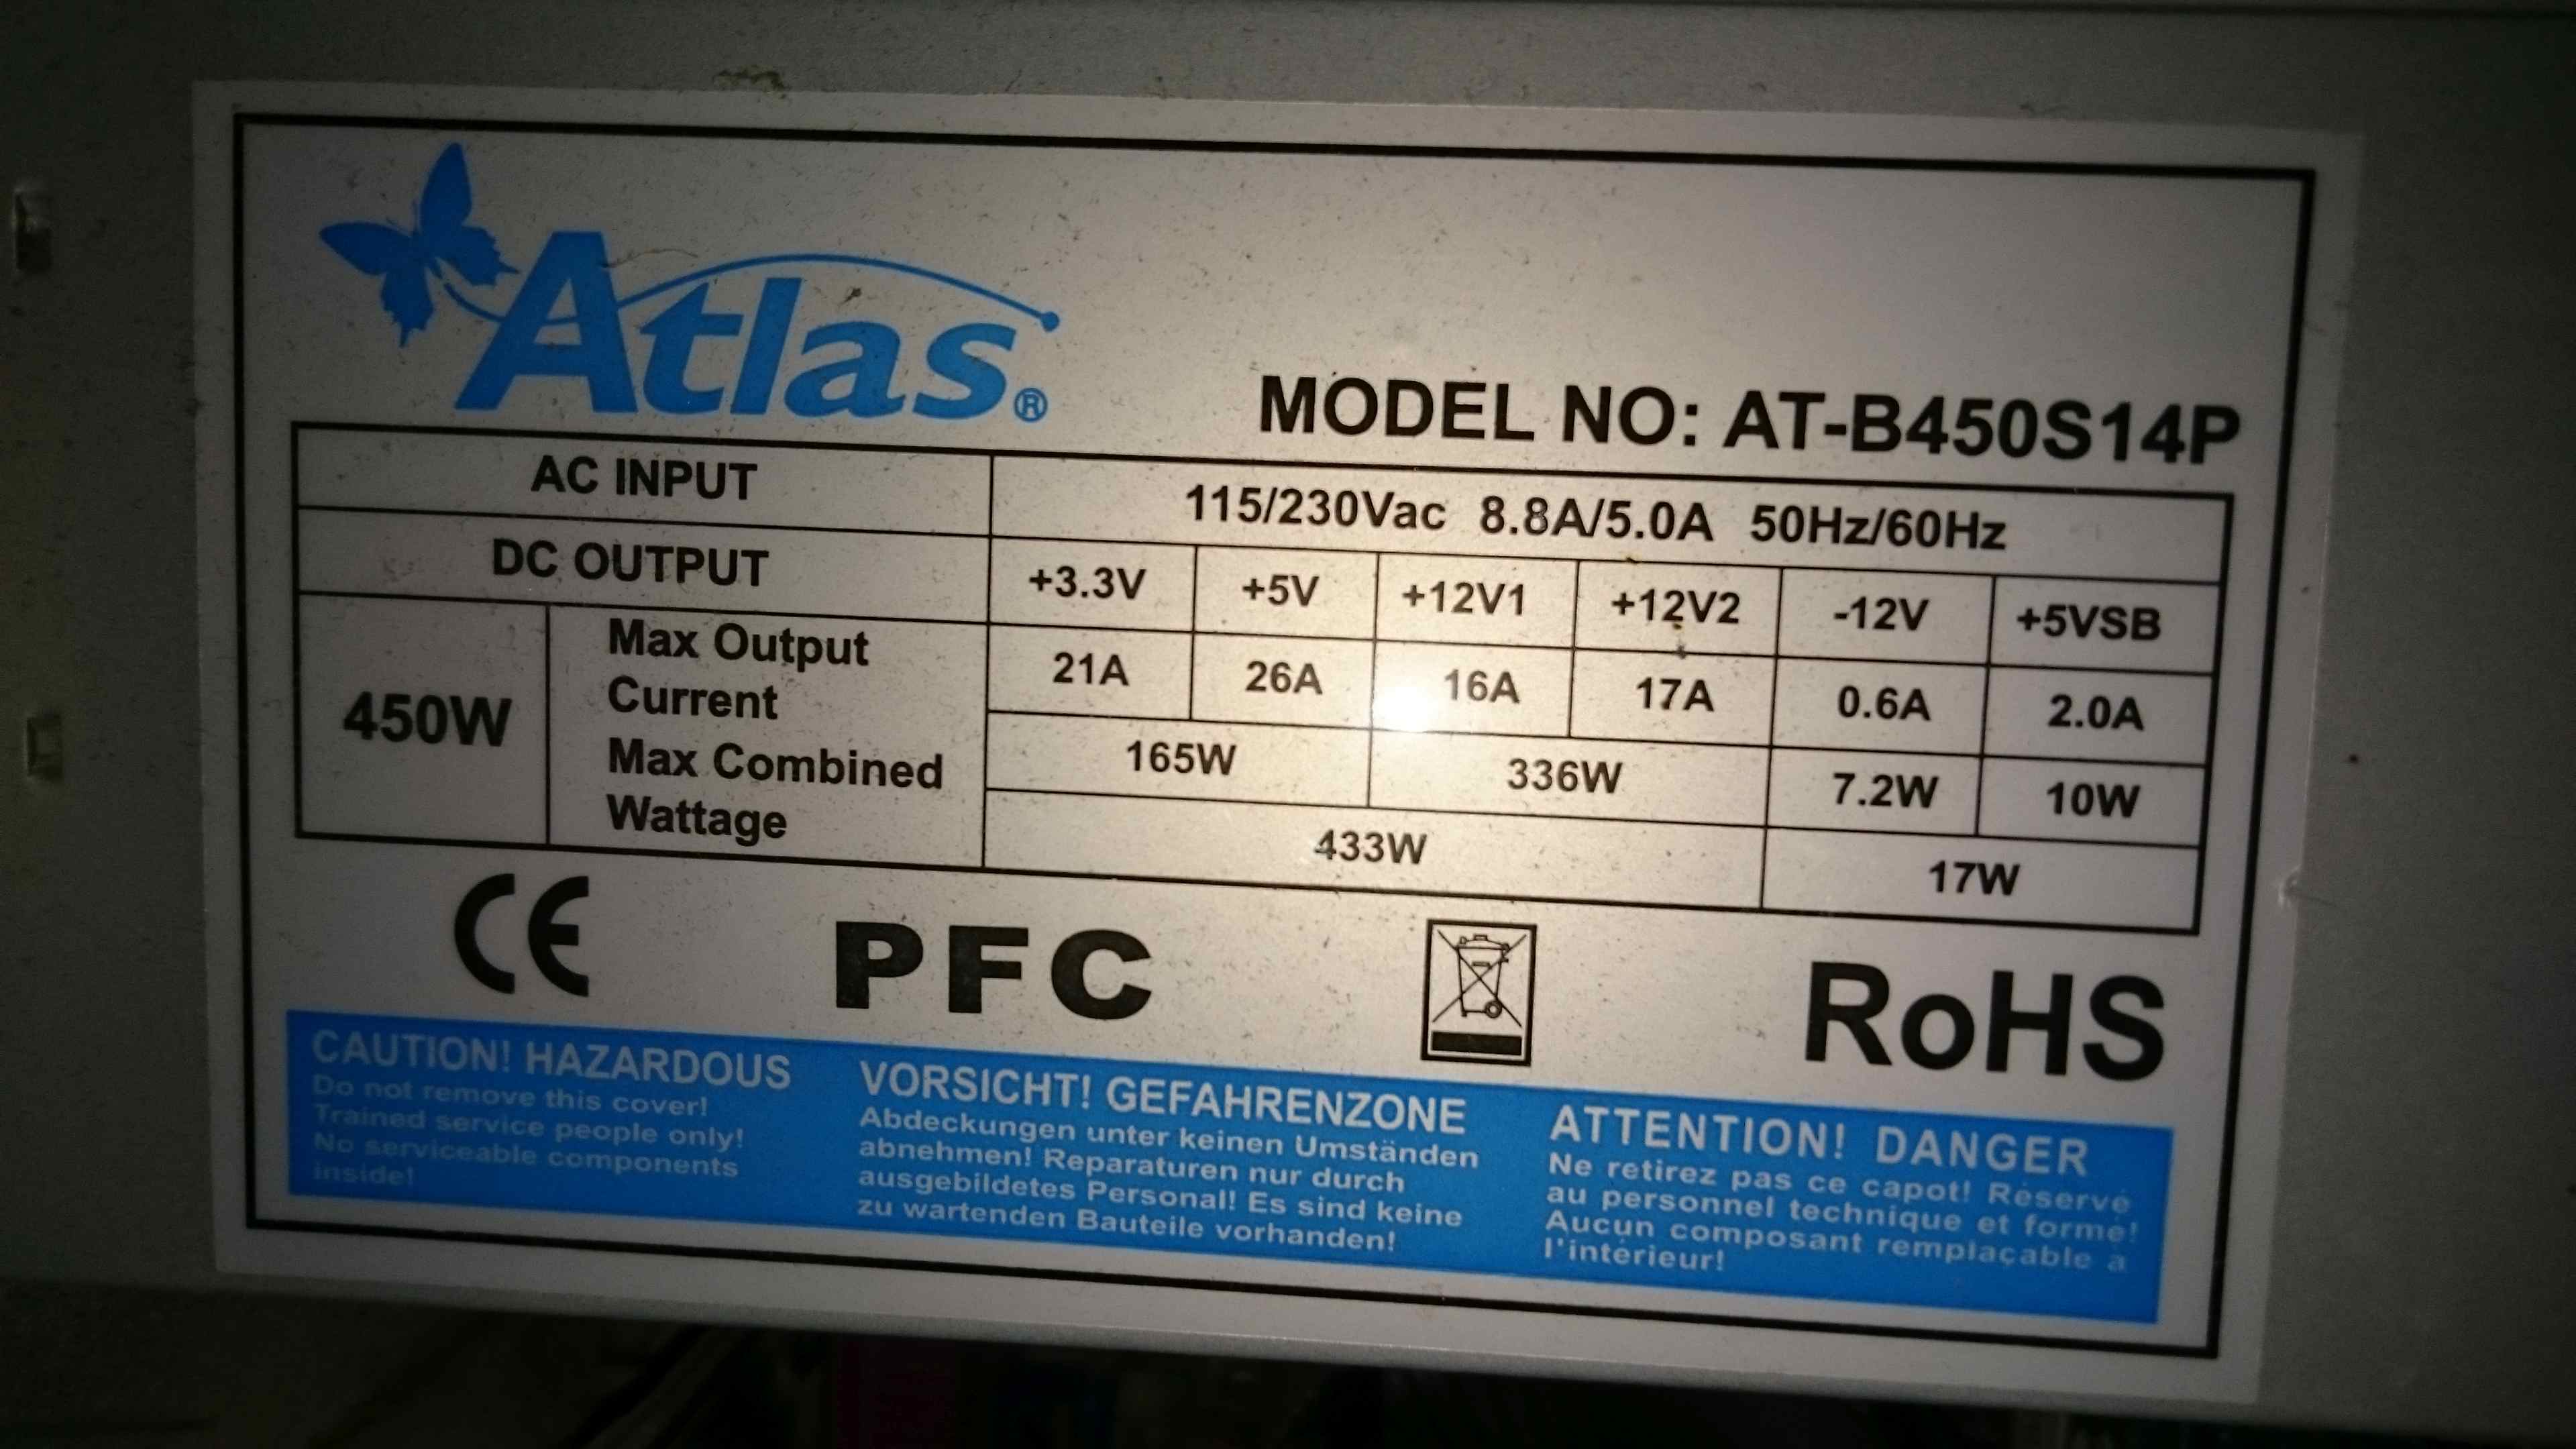 Atlas®
MODEL NO: AT-B450S14P
AC INPUT 115/230Vac 8.8A/5.0A 50Hz/60Hz
DC OUTPUT +3.3V +5V +12V1 +12V2 -12V +5VSB
450W
Max Output
Current
21A 26A 16A 17A 0.6A 2.0A
Max Combined
Wattage
165W 336W 7.2W 10W
433W 17W
CE PFC RoHS
CAUTION! HAZARDOUS
Do not remove this cover!
Trained service people only!
No serviceable components
inside!
VORSICHT! GEFAHRENZONE
Abdeckungen unter keinen Umständen
abnehmen! Reparaturen nur durch
ausgebildetes Personal! Es sind keine
zu wartenden Bauteile vorhanden!
ATTENTION! DANGER
Ne retirez pas ce capot! Réservé
au personnel technique et formé!
Aucun composant remplaçable a
l'intérieur!